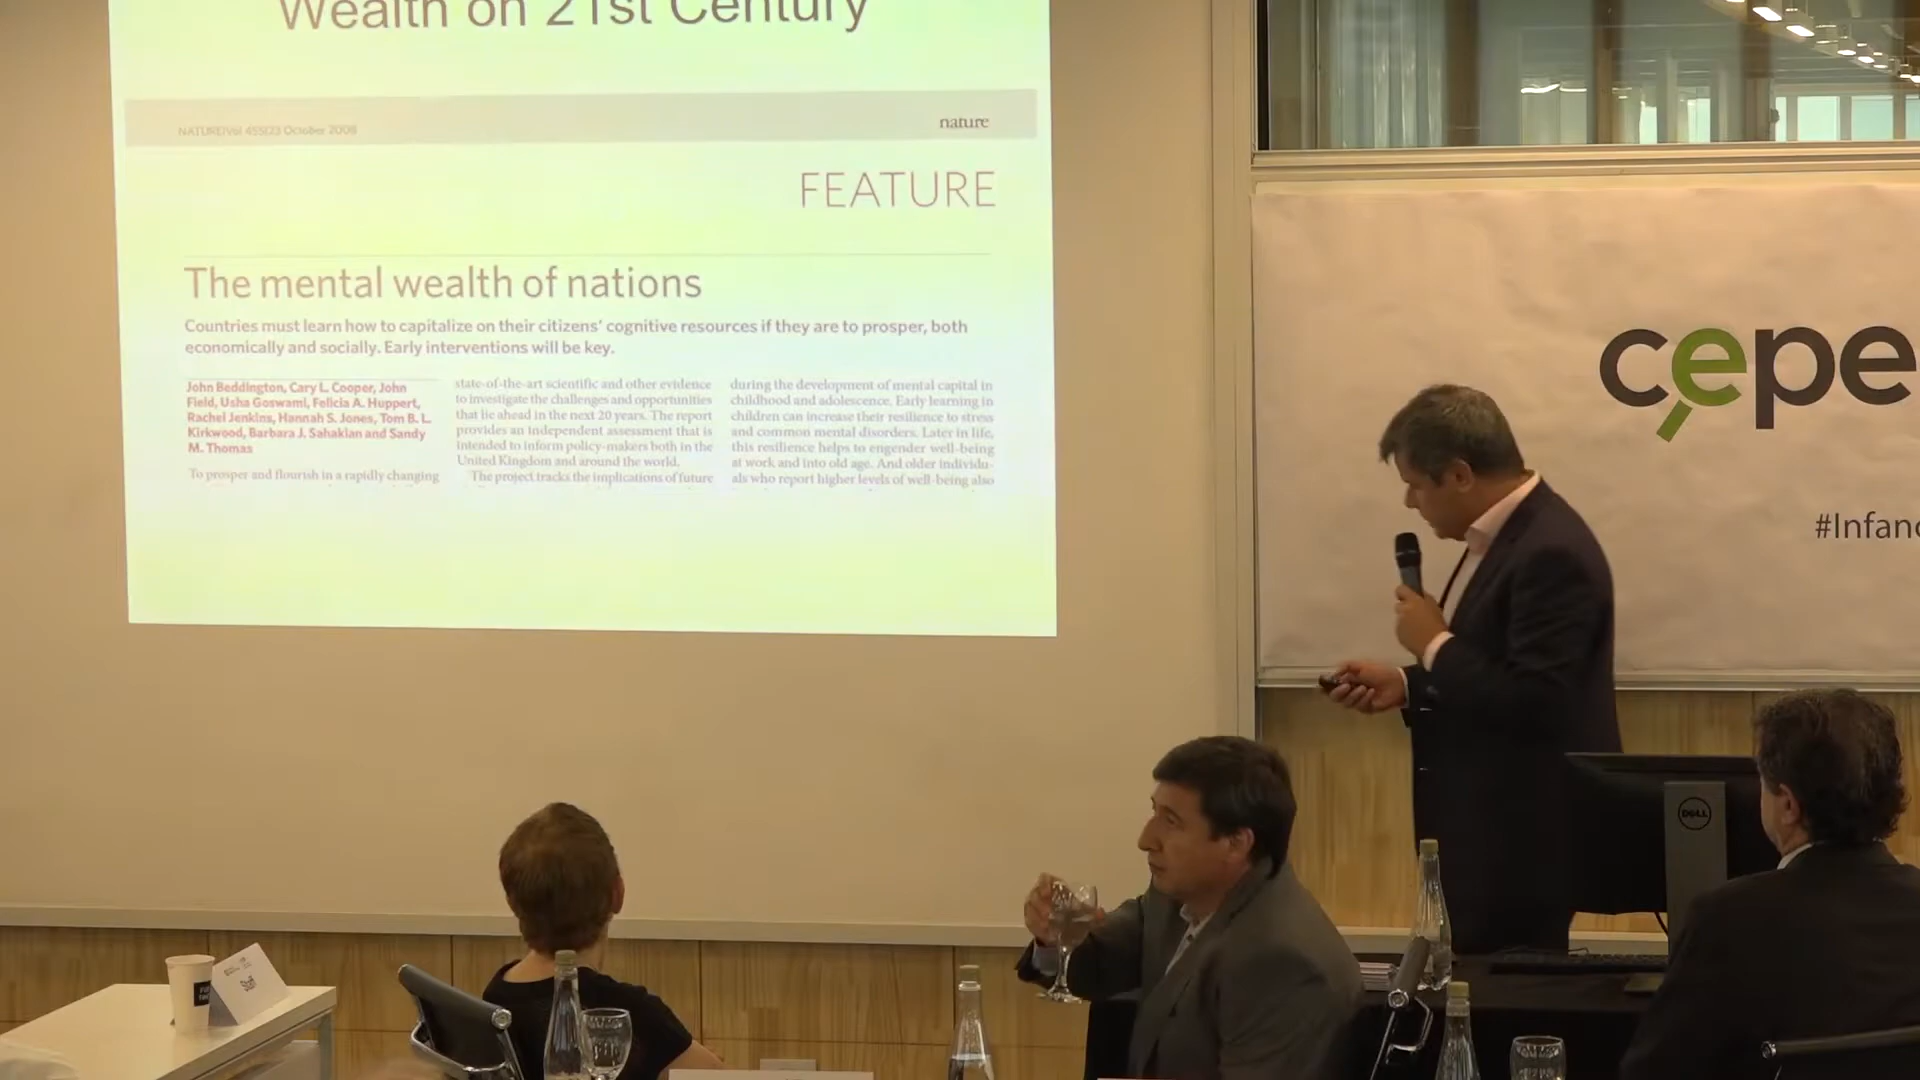 Wealth on 21st Century
NATURE|Vol 455|23 October 2008
nature
FEATURE
The mental wealth of nations
Countries must learn how to capitalize on their citizens' cognitive resources if they are to prosper, both
economically and socially. Early interventions will be key.
John Beddington, Cary L. Cooper, John
Field, Usha Goswami, Felicia A. Huppert,
Rachel Jenkins, Hannah S. Jones, Tom B. L.
Kirkwood, Barbara J. Sahakian and Sandy
M. Thomas
To prosper and flourish in a rapidly changing
state-of-the-art scientific and other evidence
to investigate the challenges and opportunities
that lie ahead in the next 20 years. The report
provides an independent assessment that is
intended to inform policy-makers both in the
United Kingdom and around the world.
The project tracks the implications of future
during the development of mental capital in
childhood and adolescence. Early learning in
children can increase their resilience to stress
and common mental disorders. Later in life,
this resilience helps to engender well-being
at work and into old age. And older individu-
als who report higher levels of well-being also
cepe
#Infanc
DELL
Staff